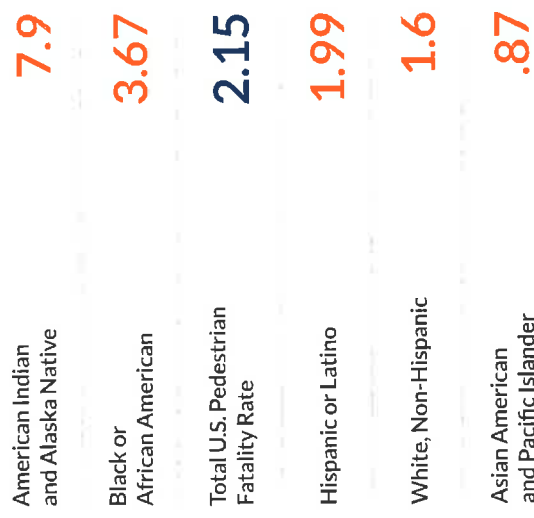 American Indian
and Alaska Native
7.9
Black or
African American
3.67
Total U.S. Pedestrian
Fatality Rate
2.15
Hispanic or Latino
1.99
White, Non-Hispanic
1.6
Asian American
and Pacific Islander
.87